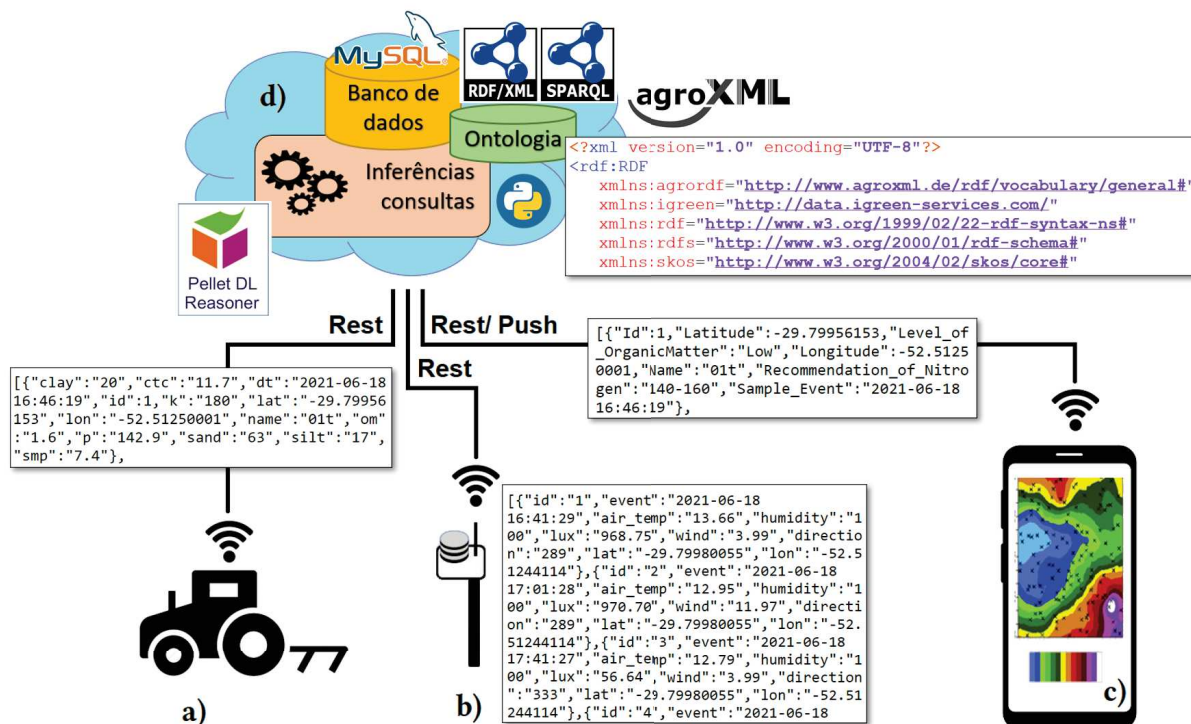 MySQL®
RDF/XML
SPARQL
d)
Banco de
dados
Ontologia
agroXML
Inferências
consultas
Pellet DL
Reasoner
<?xml version="1.0" encoding="UTF-8"?>
<rdf:RDF
xmlns:agrordf="http://www.agroxml.de/rdf/vocabulary/general#"
xmlns:igreen="http://data.igreen-services.com/"
xmlns:rdf="http://www.w3.org/1999/02/22-rdf-syntax-ns#"
xmlns:rdfs="http://www.w3.org/2000/01/rdf-schema#"
xmlns:skos="http://www.w3.org/2004/02/skos/core#"
Rest
Rest/ Push
Rest
[{"clay":"20","ctc":"11.7","dt":"2021-06-18
16:46:19","id":1,"k":"180","lat":"-29.79956
153","lon":"-52.51250001","name":"01t","om"
:"1.6","p":"142.9","sand":"63","silt":"17",
"smp":"7.4"},
[{"Id":1,"Latitude":-29.79956153,"Level_of
_OrganicMatter":"Low","Longitude":-52.5125
0001,"Name":"01t","Recommendation_of_Nitro
gen":"140-160","Sample_Event":"2021-06-18
16:46:19"},
[{"id":"1","event":"2021-06-18
16:41:29","air_temp":"13.66","humidity":"1
00","lux":"968.75","wind":"3.99","directio
n":"289","lat":"-29.79980055","lon":"-52.5
1244114"},{"id":"2","event":"2021-06-18
17:01:28","air_temp":"12.95","humidity":"1
00","lux":"970.70","wind":"11.97","directi
on":"289","lat":"-29.79980055","lon":"-52.
51244114"},{"id":"3","event":"2021-06-18
17:41:27","air_temp":"12.79","humidity":"1
00","lux":"56.64","wind":"3.99","direction
":"333","lat":"-29.79980055","lon":"-52.51
244114"},{"id":"4","event":"2021-06-18
a)
b)
c)